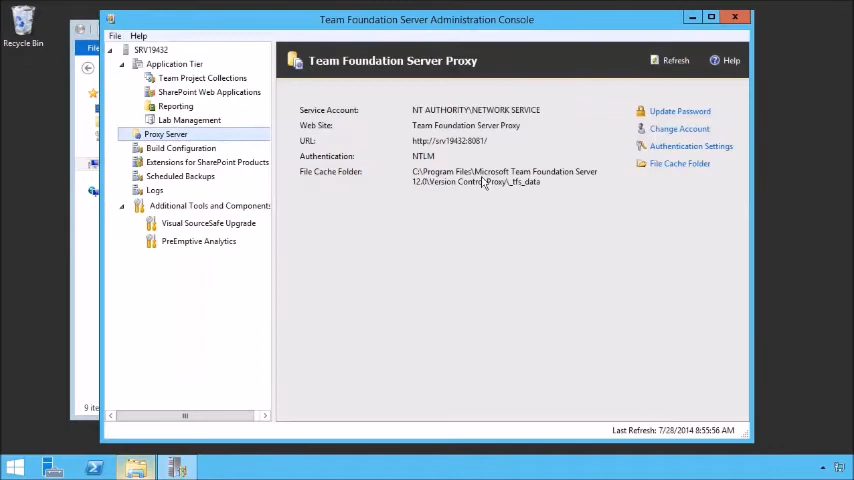 Team Foundation Server Administration Console
Recycle Bin
File
File Help
SRV19432
Application Tier
Team Project Collections
SharePoint Web Applications
Reporting
Lab Management
Proxy Server
Build Configuration
Extensions for SharePoint Products
Scheduled Backups
Logs
Additional Tools and Components
Visual SourceSafe Upgrade
PreEmptive Analytics
9 ite
Team Foundation Server Proxy
Refresh
Help
Service Account: NT AUTHORITY\NETWORK SERVICE
Web Site: Team Foundation Server Proxy
URL: http://srv19432:8081/
Authentication: NTLM
File Cache Folder: C:\Program Files\Microsoft Team Foundation Server
12.0\Version Control Proxy\_tfs_data
Update Password
Change Account
Authentication Settings
File Cache Folder
Last Refresh: 7/28/2014 8:55:56 AM